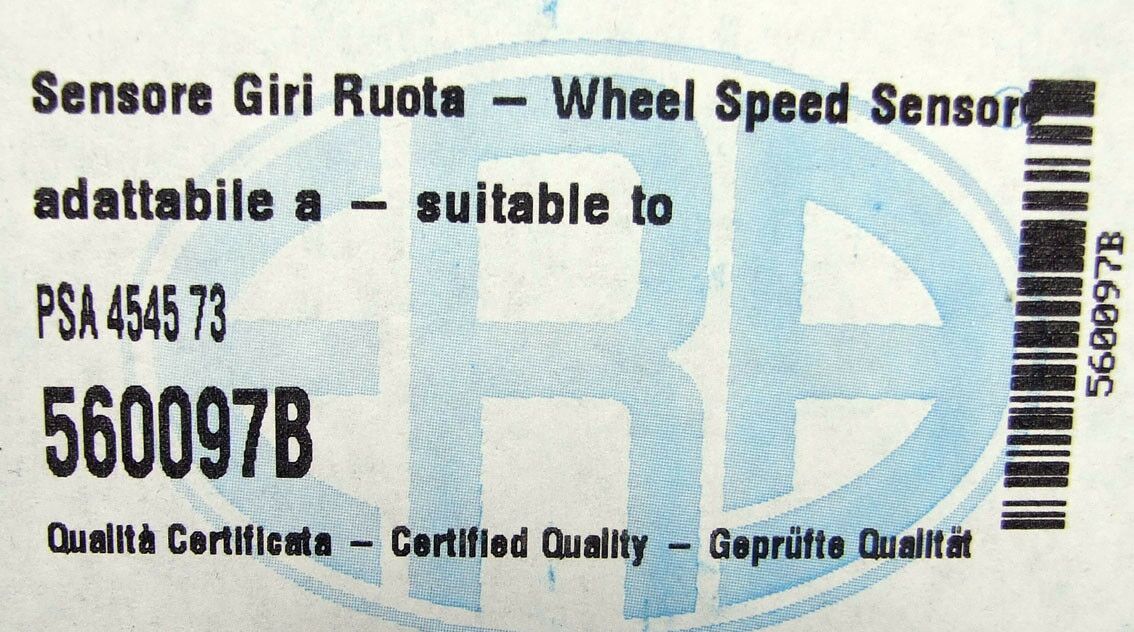 Sensore Giri Ruota – Wheel Speed Sensore
adattabile a – suitable to
PSA 4545 73
560097B
Qualità Certificata – Certified Quality – Geprüfte Qualität
560097B
ERA